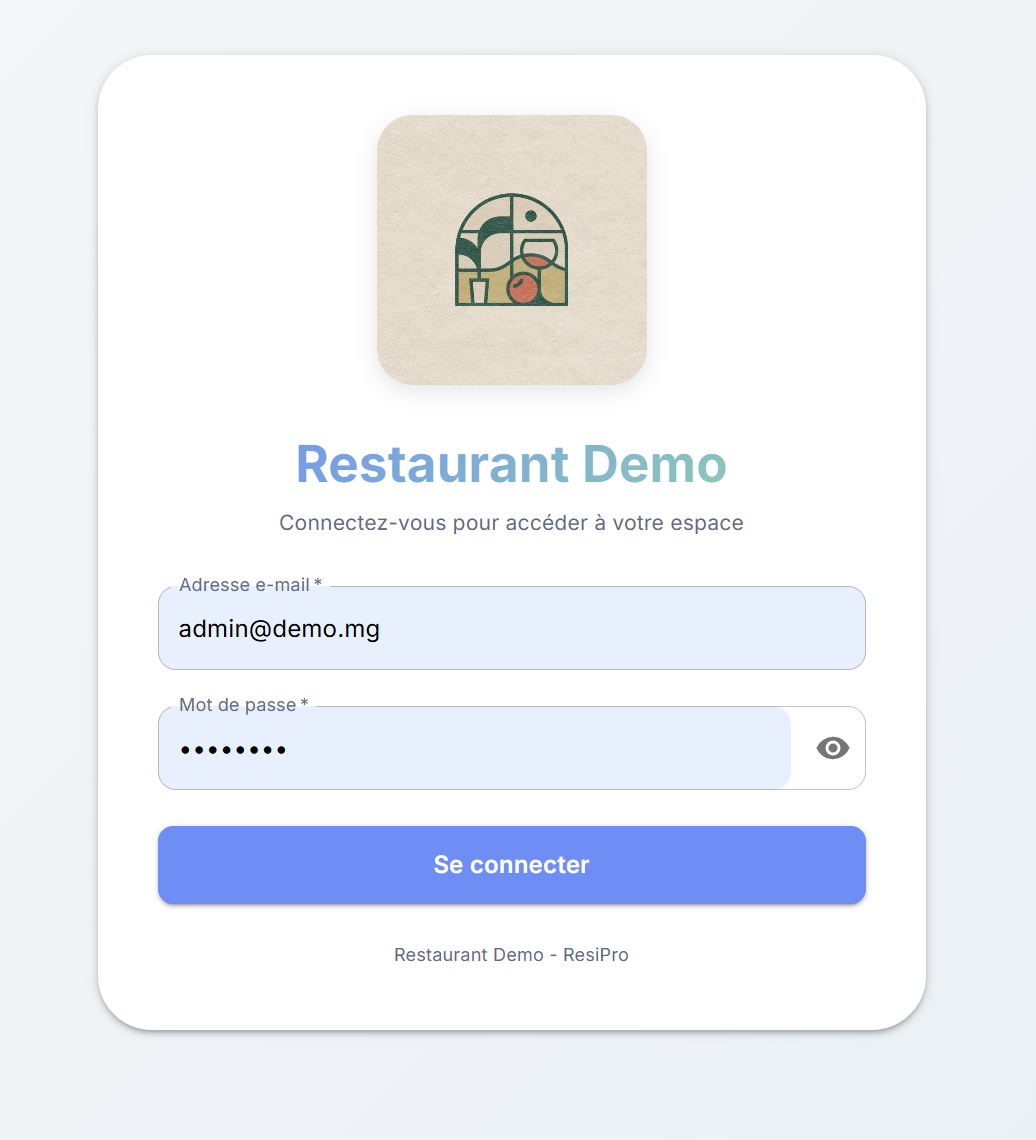 Restaurant Demo
Connectez-vous pour accéder à votre espace
Adresse e-mail *
admin@demo.mg
Mot de passe *
••••••••
Se connecter
Restaurant Demo - ResiPro